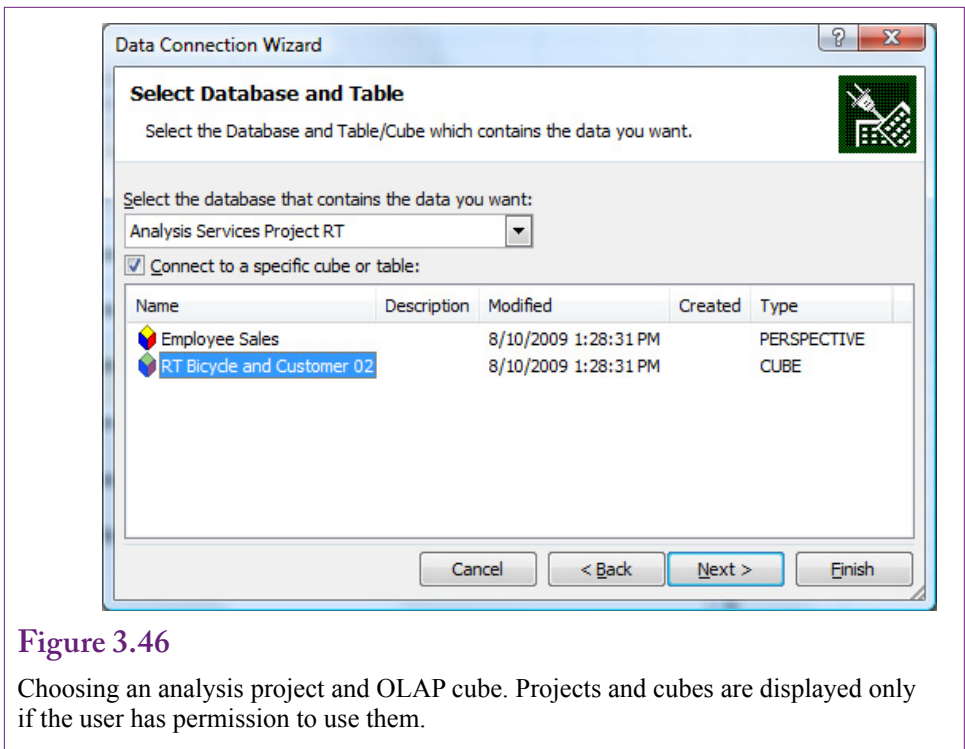 Data Connection Wizard
Select Database and Table
Select the Database and Table/Cube which contains the data you want.
Select the database that contains the data you want:
Analysis Services Project RT
Connect to a specific cube or table:
Name Description Modified Created Type
Employee Sales 8/10/2009 1:28:31 PM PERSPECTIVE
RT Bicycle and Customer 02 8/10/2009 1:28:31 PM CUBE
Cancel < Back Next > Finish
Figure 3.46
Choosing an analysis project and OLAP cube. Projects and cubes are displayed only
if the user has permission to use them.